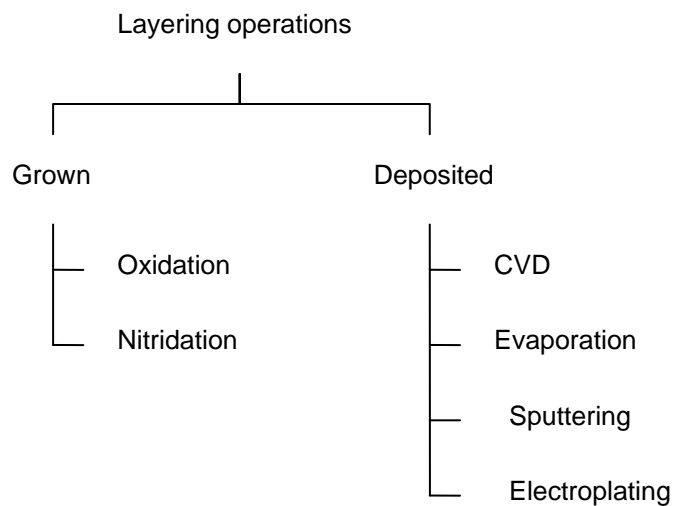 Layering operations
Grown
Deposited
Oxidation
CVD
Nitridation
Evaporation
Sputtering
Electroplating